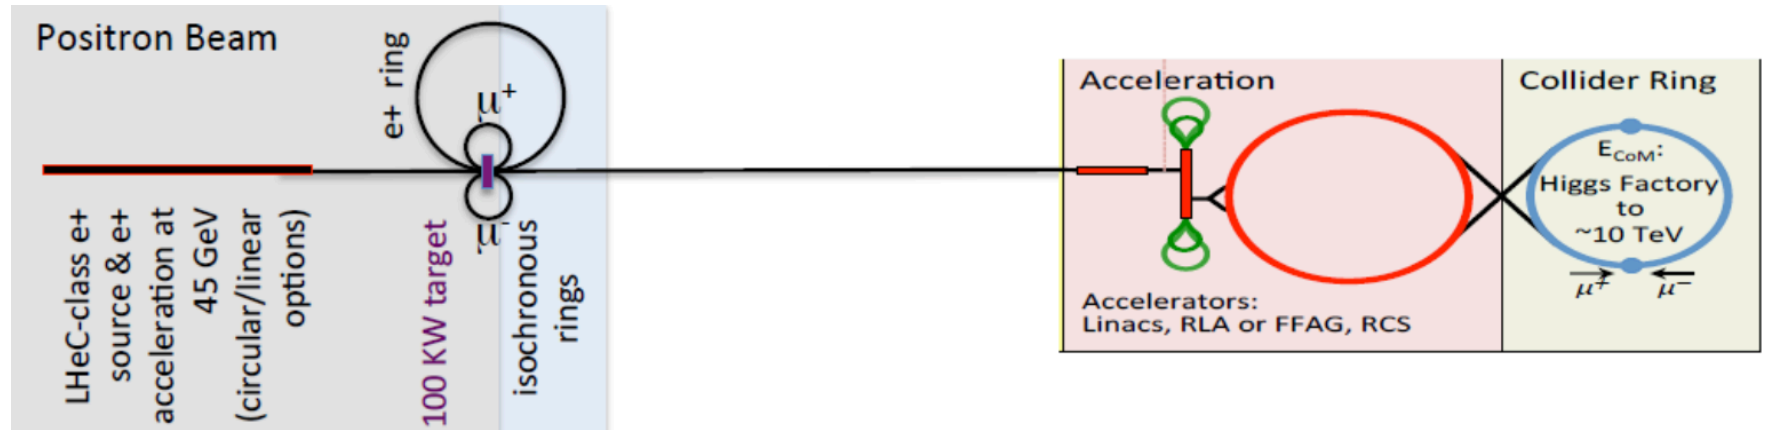 Positron Beam
e+ ring
μ+
μ-
LHeC-class e+
source & e+
acceleration at
45 GeV
(circular/linear
options)
100 KW target
isochronous
rings
Acceleration
Accelerators:
Linacs, RLA or FFAG, RCS
Collider Ring
ECoM:
Higgs Factory
to
~10 TeV
μ+ μ−